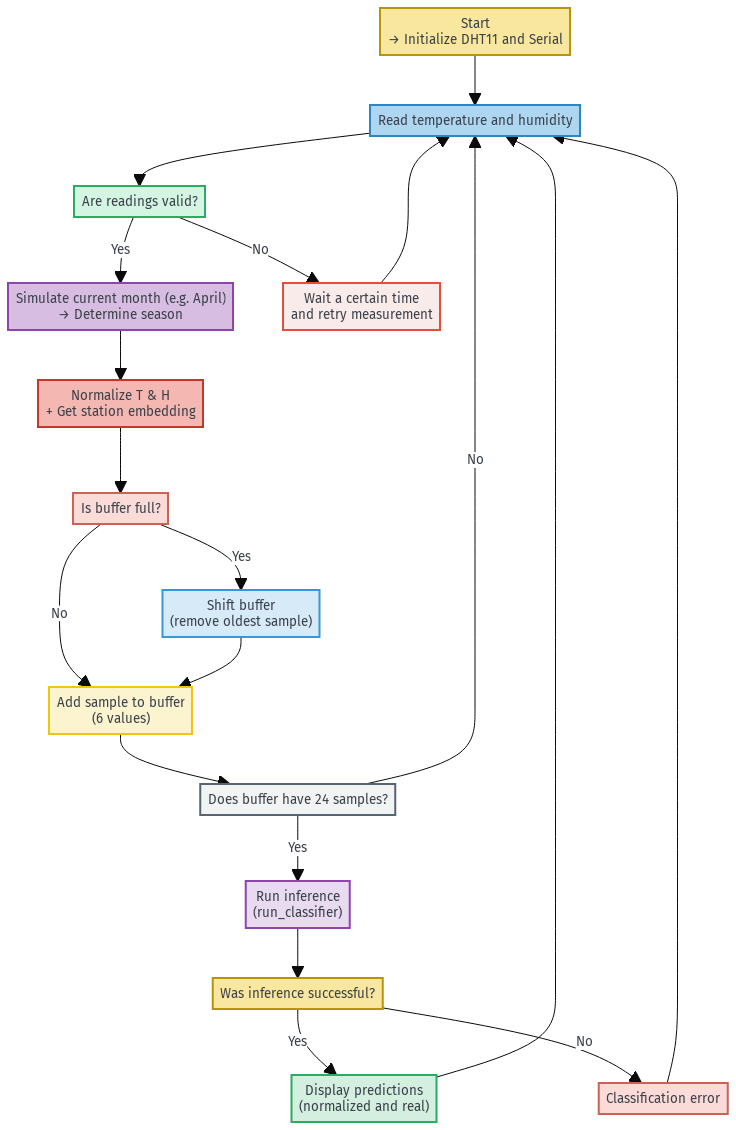 Start
→ Initialize DHT11 and Serial
Read temperature and humidity
Are readings valid?
Yes
No
Simulate current month (e.g. April)
→ Determine season
Wait a certain time
and retry measurement
Normalize T & H
+ Get station embedding
No
Is buffer full?
Yes
No
Shift buffer
(remove oldest sample)
Add sample to buffer
(6 values)
Does buffer have 24 samples?
Yes
Run inference
(run_classifier)
Was inference successful?
Yes
No
Display predictions
(normalized and real)
Classification error